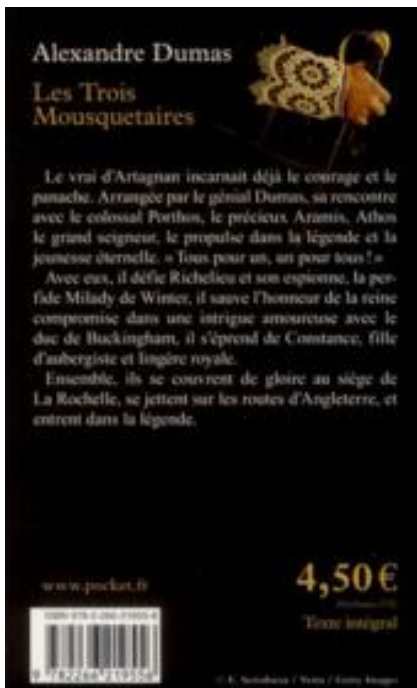 Alexandre Dumas
Les Trois
Mousquetaires
Le vrai d'Artagnan incarnait déjà le courage et le
panache. Arrangée par le génial Dumas, sa rencontre
avec le colossal Porthos, le précieux Aramis, Athos
le grand seigneur, le propulse dans la légende et la
jeunesse éternelle. « Tous pour un, un pour tous ! »
Avec eux, il défie Richelieu et son espionne, la per-
fide Milady de Winter, il sauve l'honneur de la reine
compromise dans une intrigue amoureuse avec le
duc de Buckingham, il s'éprend de Constance, fille
d'aubergiste et lingère royale.
Ensemble, ils se couvrent de gloire au siège de
La Rochelle, se jettent sur les routes d'Angleterre, et
entrent dans la légende.
www.pocket.fr
4,50 €
Texte intégral
9 782266 219556
/ Getty Images